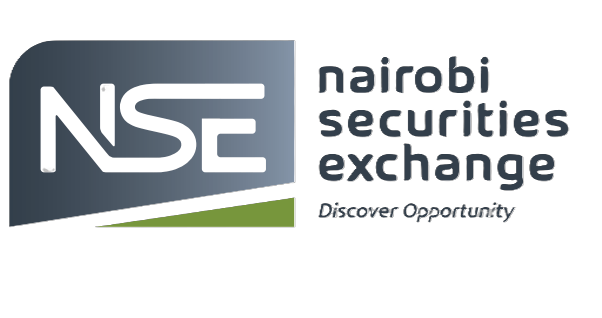 NSE
nairobi
securities
exchange
Discover Opportunity